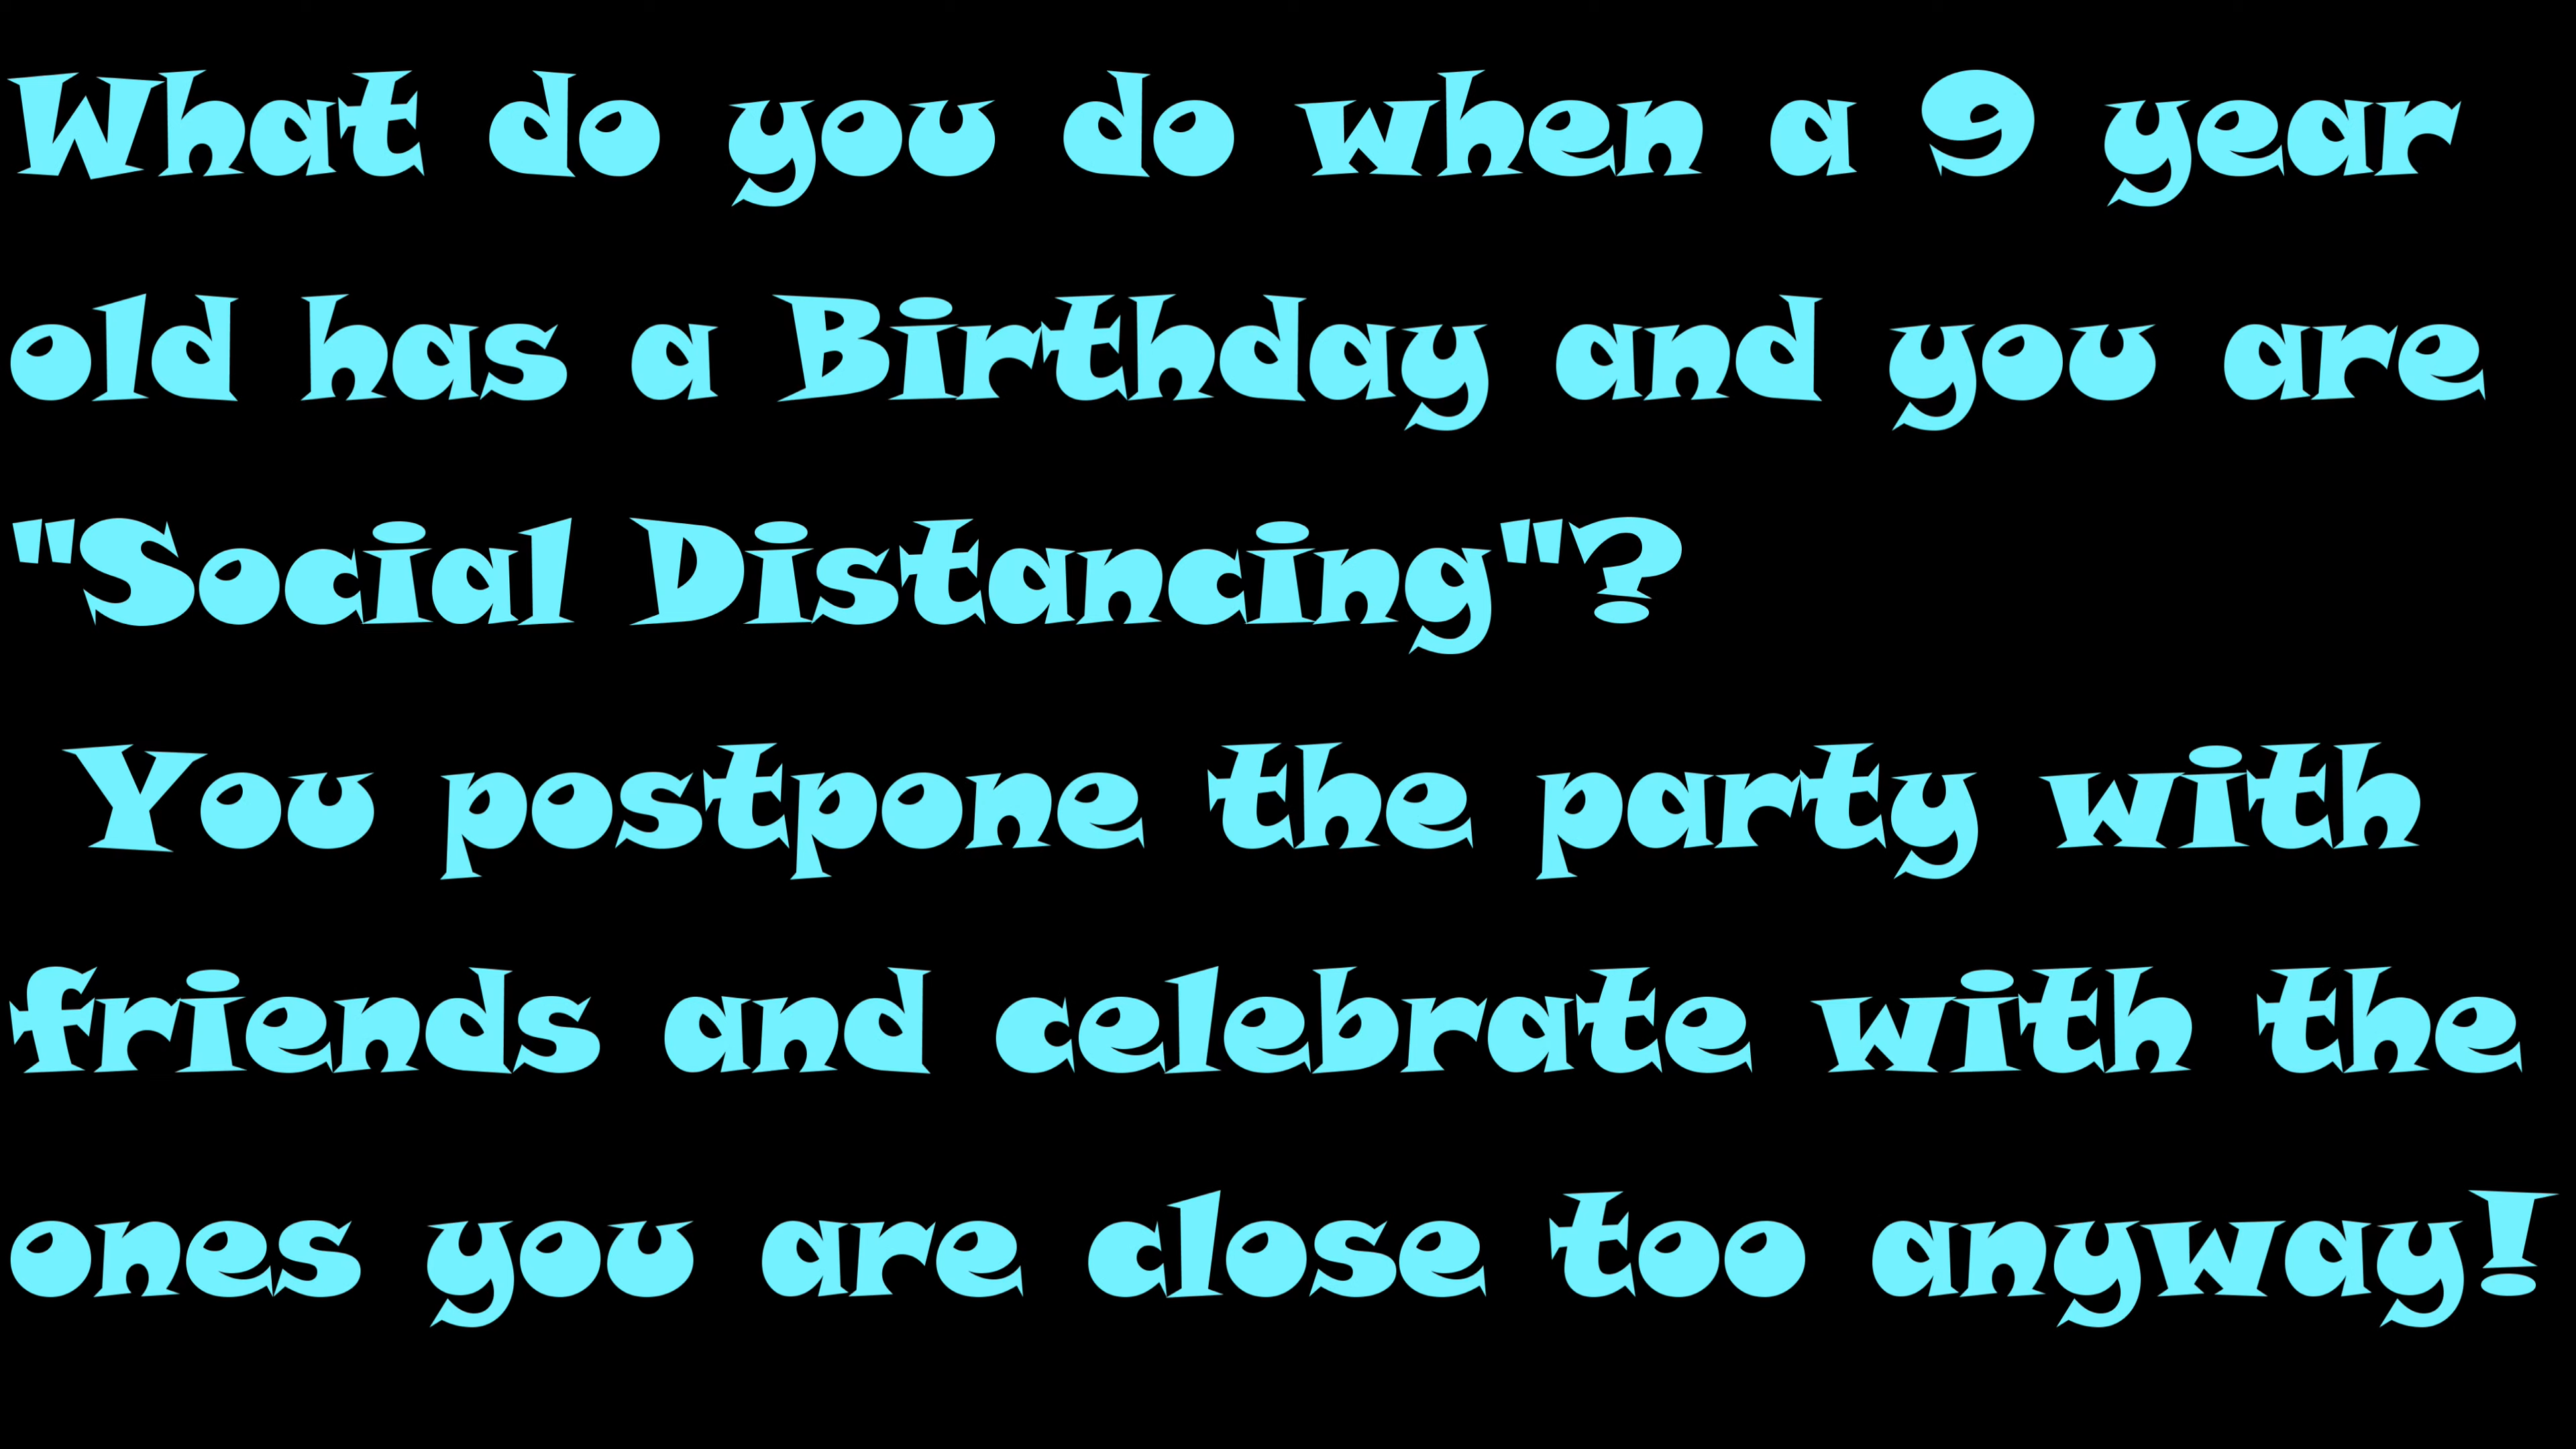 What do you do when a 9 year
old has a Birthday and you are
"Social Distancing"?
You postpone the party with
friends and celebrate with the
ones you are close too anyway!